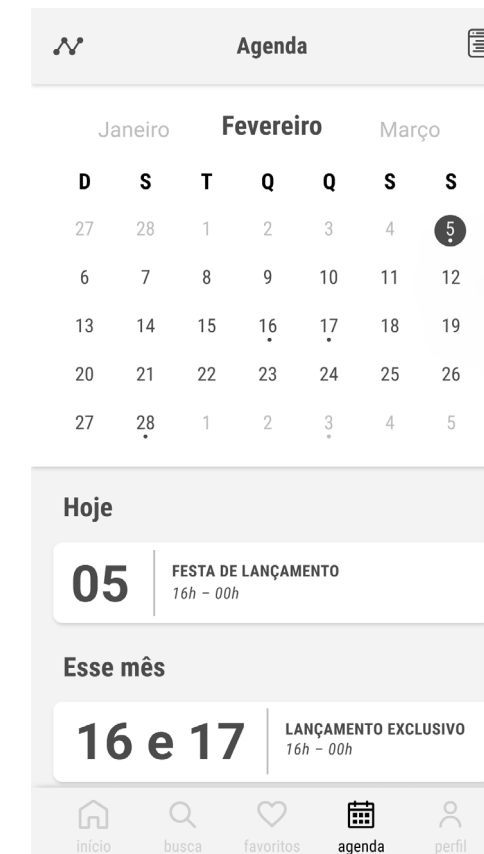 Agenda
Janeiro Fevereiro Março
D S T Q Q S S
27 28 1 2 3 4 5
6 7 8 9 10 11 12
13 14 15 16 17 18 19
20 21 22 23 24 25 26
27 28 1 2 3 4 5
Hoje
05
FESTA DE LANÇAMENTO
16h – 00h
Esse mês
16 e 17
LANÇAMENTO EXCLUSIVO
16h – 00h
início busca favoritos agenda perfil